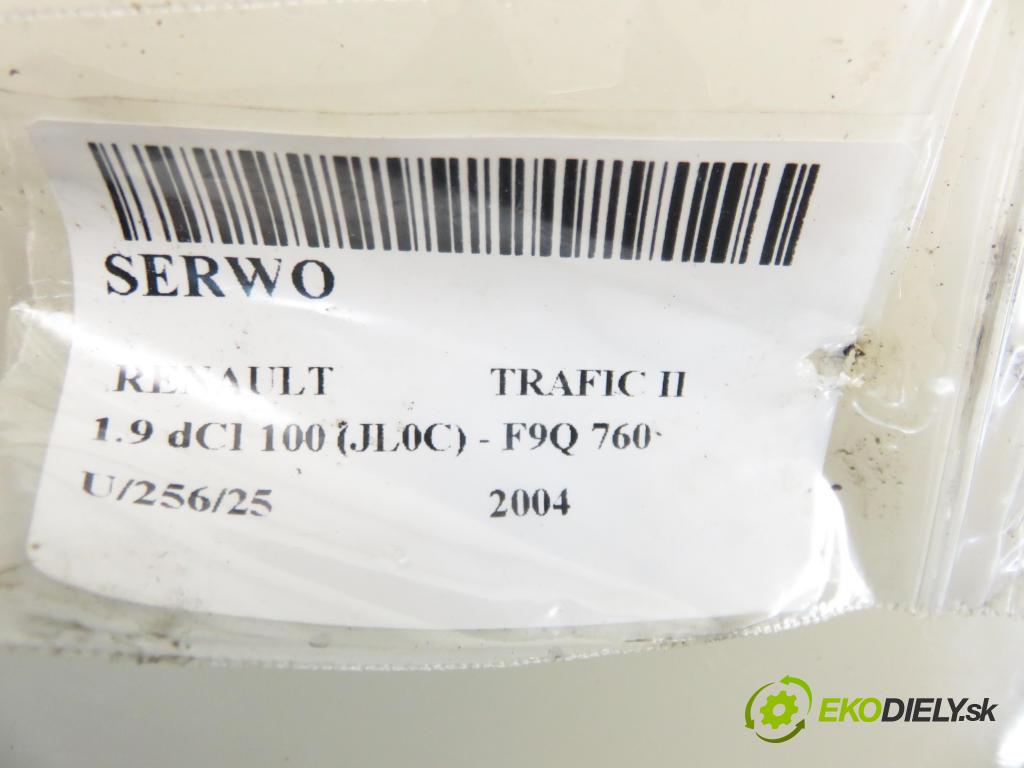 SERWO
RENAULT TRAFIC II
1.9 dCI 100 (JL0C) - F9Q 760
U/256/25 2004
EKODIELY.sk